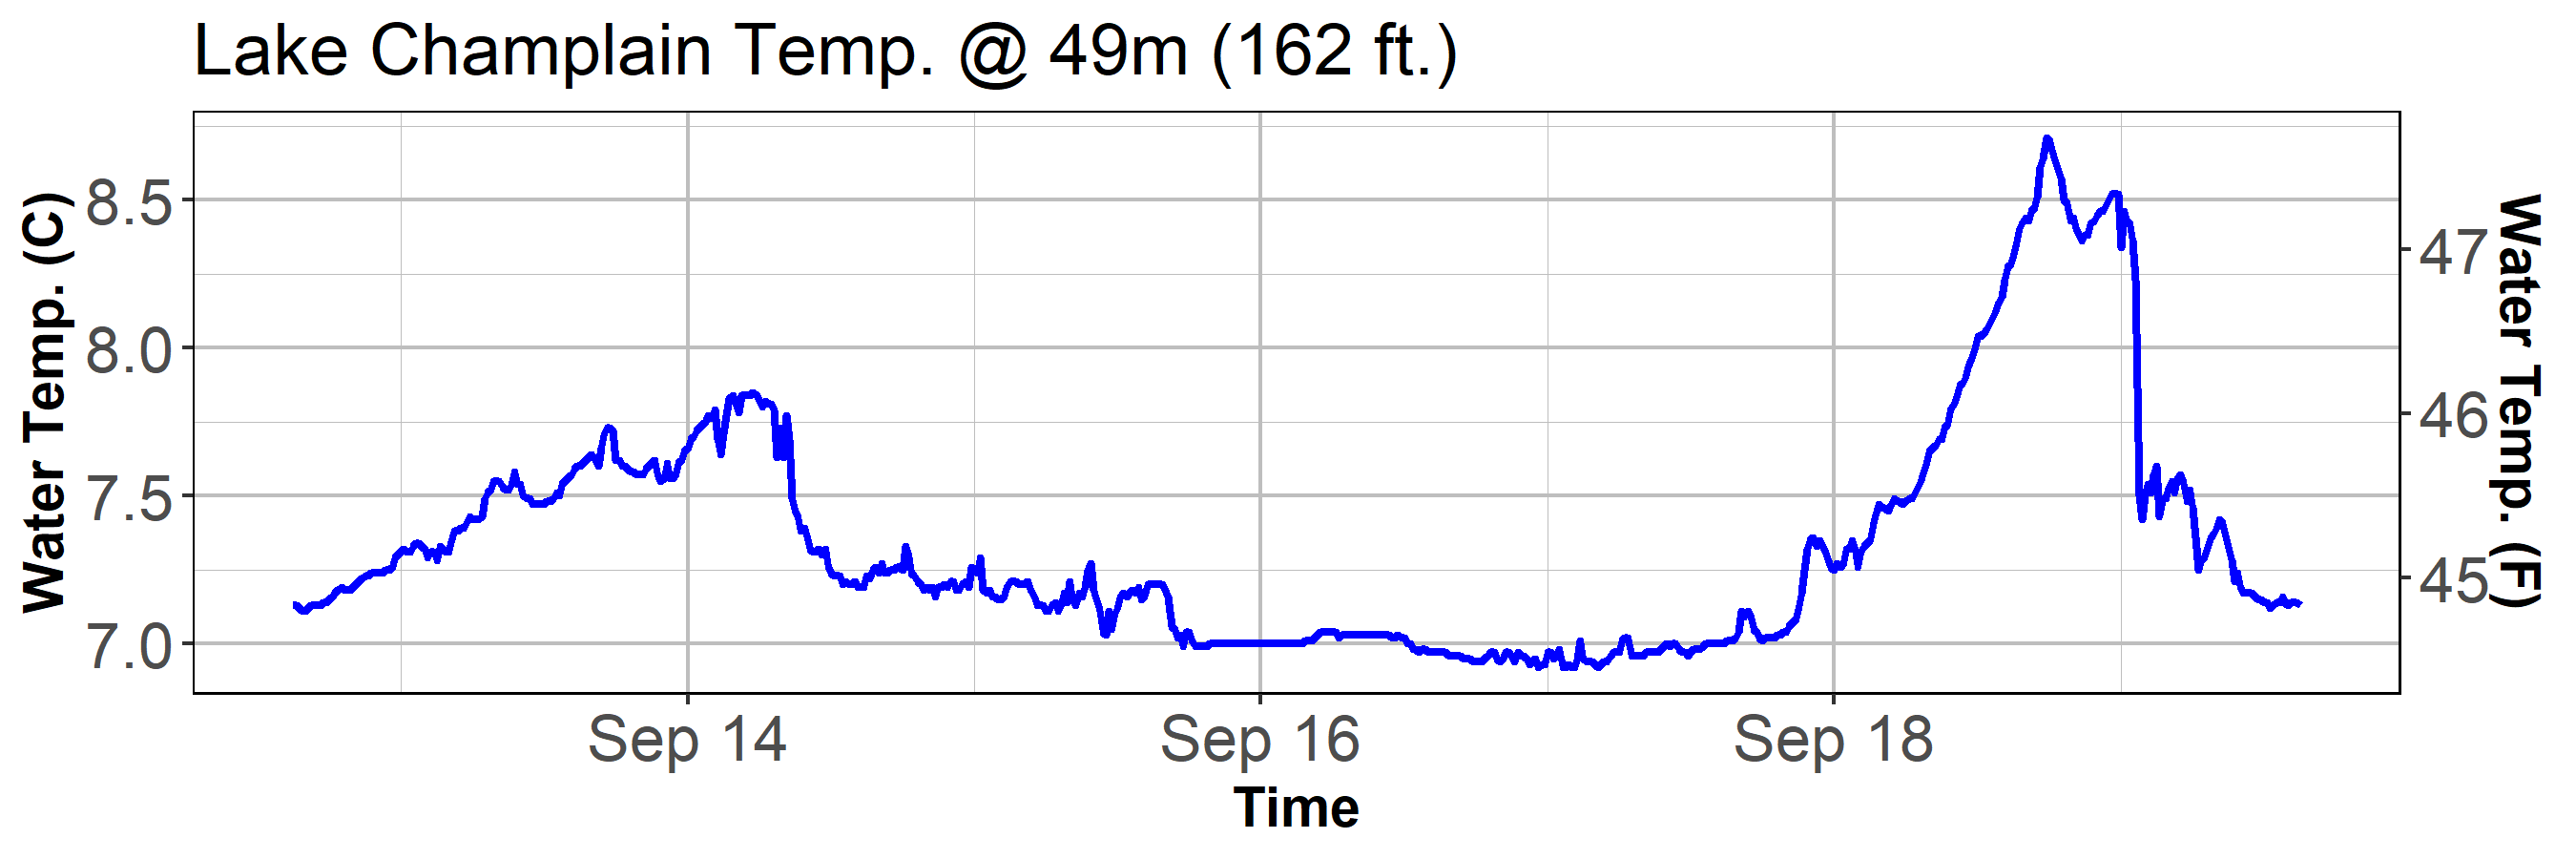 Lake Champlain Temp. @ 49m (162 ft.)
Water Temp. (C)
8.5
8.0
7.5
7.0
47
46
45
Water Temp. (F)
Sep 14
Sep 16
Sep 18
Time